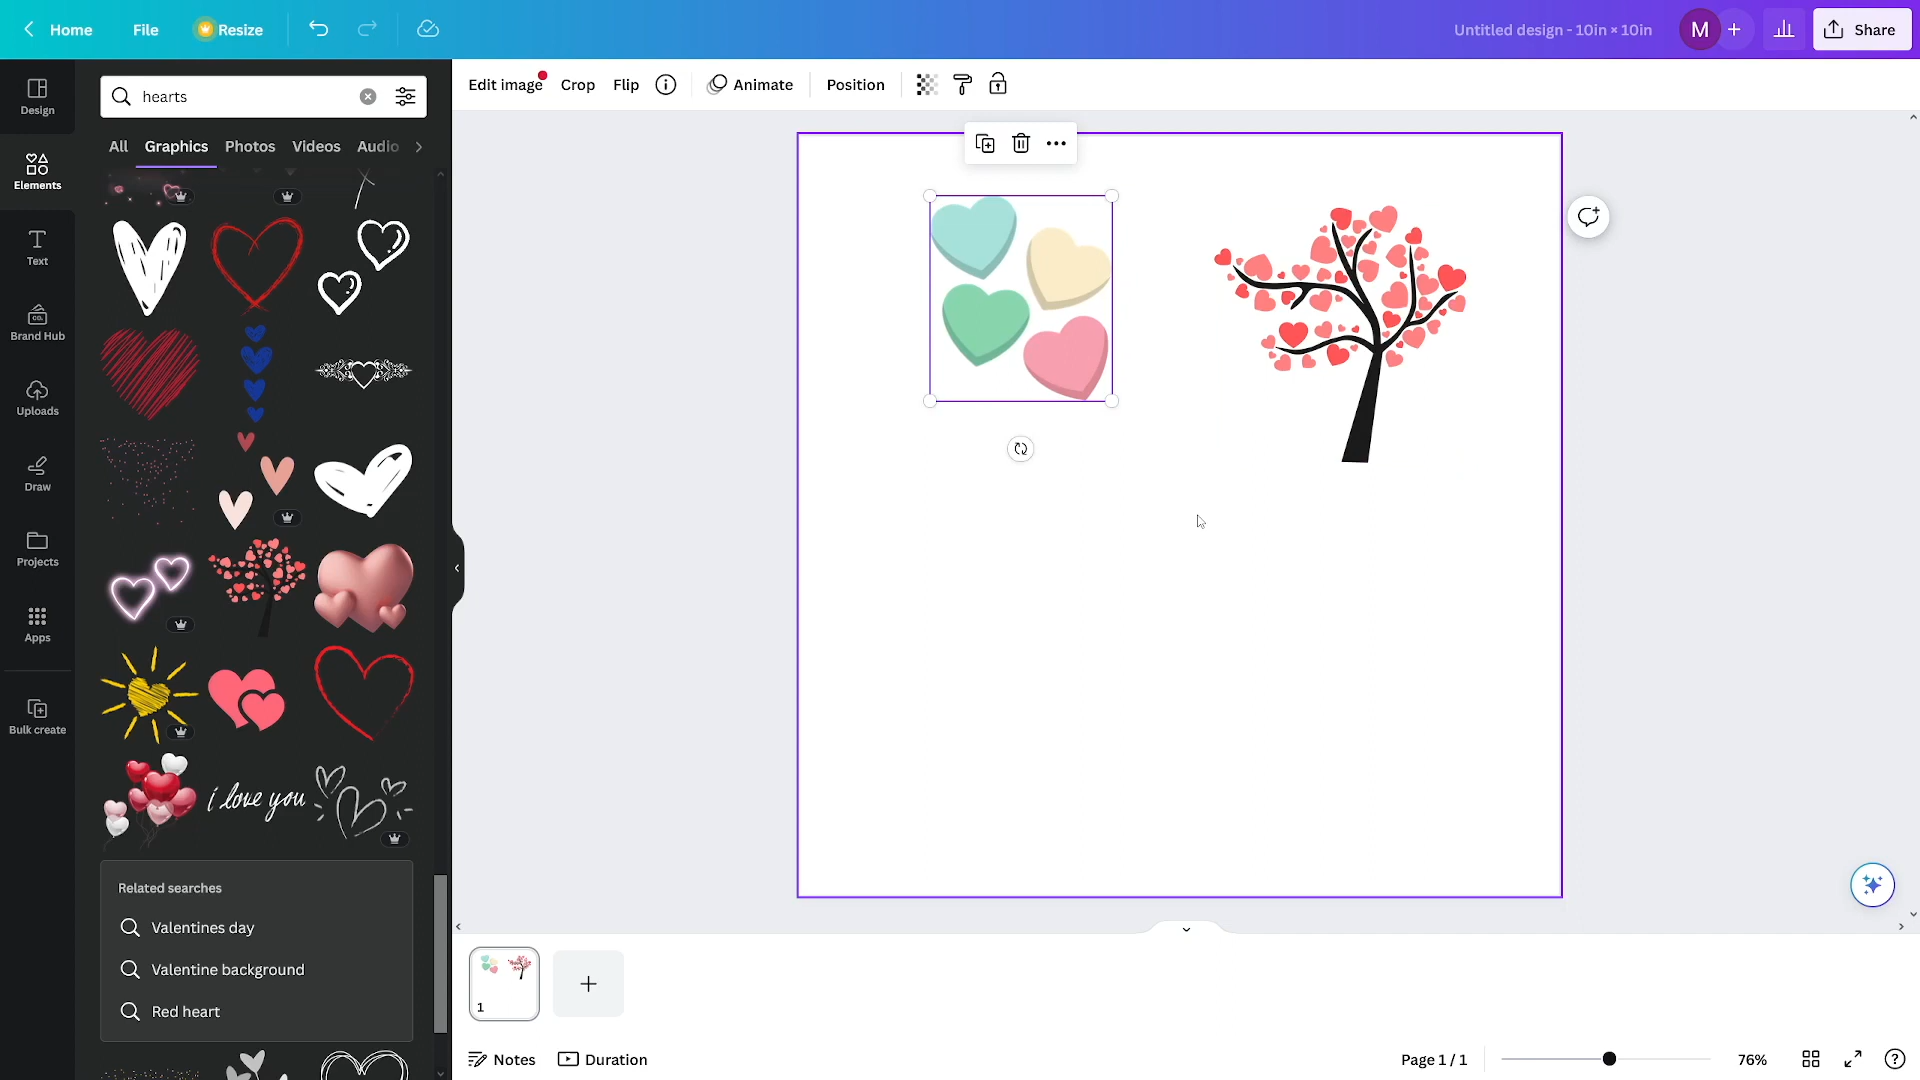 Home File Resize Untitled design - 10in × 10in M Share
Design
Elements
Text
Brand Hub
CO.
Uploads
Draw
Projects
Apps
Bulk create
hearts
All Graphics Photos Videos Audio
i love you
Related searches
Valentines day
Valentine background
Red heart
Edit image Crop Flip Animate Position
1
Notes Duration Page 1 / 1 76%